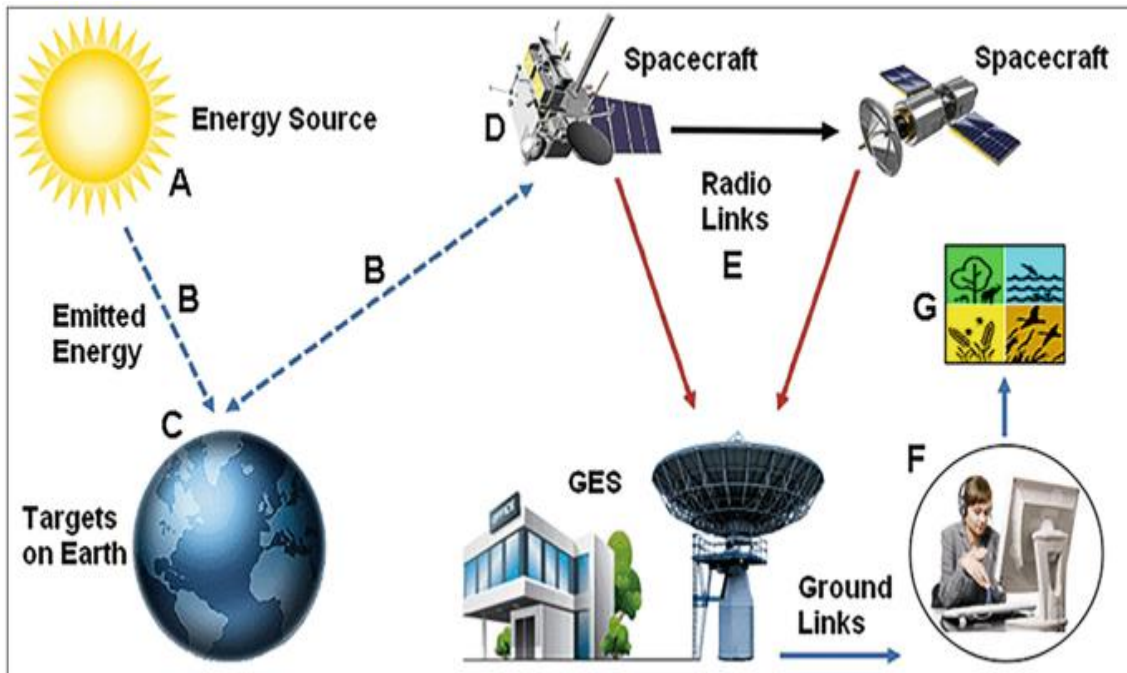 Spacecraft
Spacecraft
Energy Source
D
A
Radio
Links
E
B
B
Emitted
Energy
G
C
F
GES
Targets
on Earth
Ground
Links